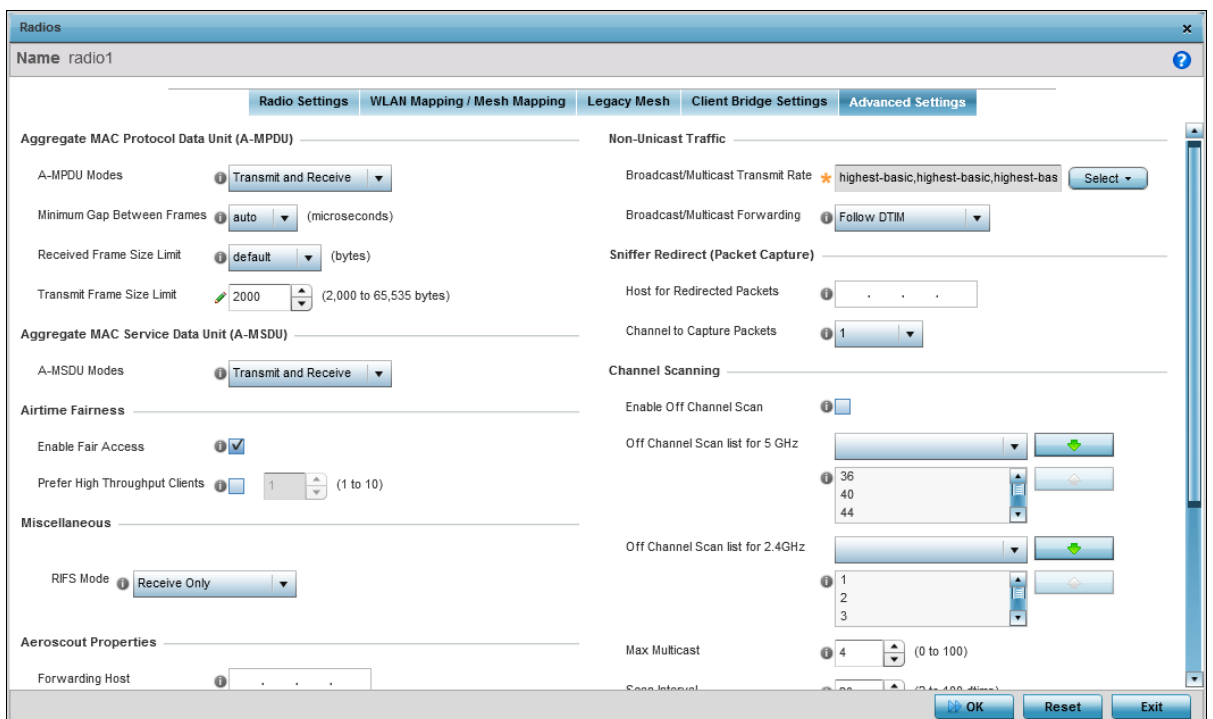 Radios
Name radio1
Radio Settings WLAN Mapping / Mesh Mapping Legacy Mesh Client Bridge Settings Advanced Settings
Aggregate MAC Protocol Data Unit (A-MPDU)
A-MPDU Modes Transmit and Receive
Minimum Gap Between Frames auto (microseconds)
Received Frame Size Limit default (bytes)
Transmit Frame Size Limit 2000 (2,000 to 65,535 bytes)
Aggregate MAC Service Data Unit (A-MSDU)
A-MSDU Modes Transmit and Receive
Airtime Fairness
Enable Fair Access
Prefer High Throughput Clients 1 (1 to 10)
Miscellaneous
RIFS Mode Receive Only
Aeroscout Properties
Forwarding Host . . .
Non-Unicast Traffic
Broadcast/Multicast Transmit Rate highest-basic,highest-basic,highest-bas Select
Broadcast/Multicast Forwarding Follow DTIM
Sniffer Redirect (Packet Capture)
Host for Redirected Packets . . .
Channel to Capture Packets 1
Channel Scanning
Enable Off Channel Scan
Off Channel Scan list for 5 GHz
36
40
44
Off Channel Scan list for 2.4GHz
1
2
3
Max Multicast 4 (0 to 100)
Scan Interval
OK Reset Exit